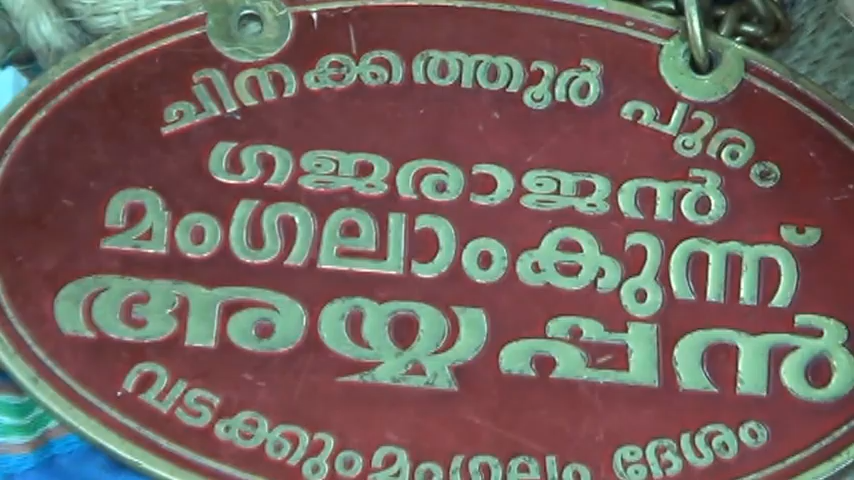 ചിനക്കത്തൂർ പൂരം
ഗജരാജൻ
മംഗലാംകുന്ന്
അയ്യപ്പൻ
വടക്കുംമംഗലം ദേശം